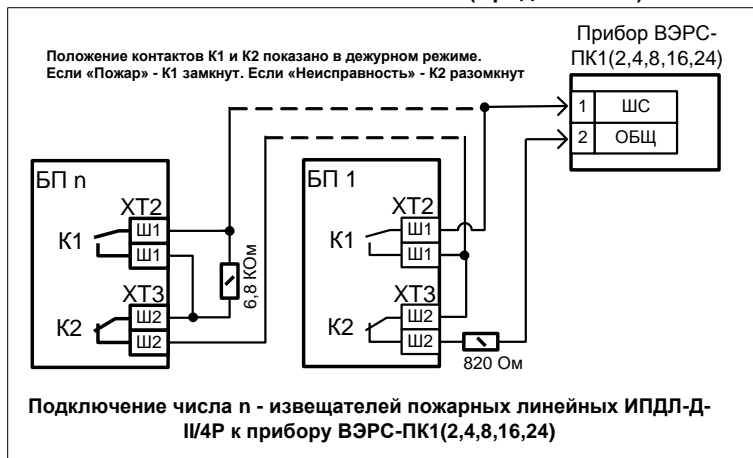 Положение контактов К1 и К2 показано в дежурном режиме.
Если «Пожар» - К1 замкнут. Если «Неисправность» - К2 разомкнут
Прибор ВЭРС-
ПК1(2,4,8,16,24)
1 ШС
2 ОБЩ
БП n
ХТ2
К1
Ш1
Ш1
6,8 КОм
ХТ3
К2
Ш2
Ш2
БП 1
ХТ2
К1
Ш1
Ш1
ХТ3
К2
Ш2
Ш2
820 Ом
Подключение числа n - извещателей пожарных линейных ИПДЛ-Д-
II/4Р к прибору ВЭРС-ПК1(2,4,8,16,24)